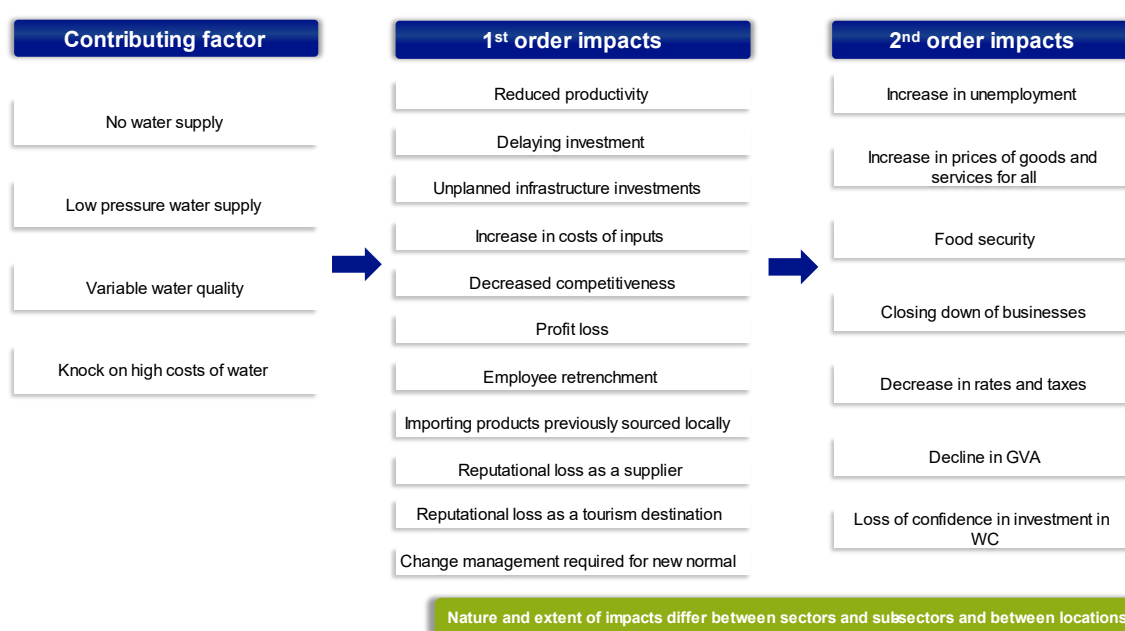 Contributing factor
No water supply
Low pressure water supply
Variable water quality
Knock on high costs of water
1st order impacts
Reduced productivity
Delaying investment
Unplanned infrastructure investments
Increase in costs of inputs
Decreased competitiveness
Profit loss
Employee retrenchment
Importing products previously sourced locally
Reputational loss as a supplier
Reputational loss as a tourism destination
Change management required for new normal
2nd order impacts
Increase in unemployment
Increase in prices of goods and
services for all
Food security
Closing down of businesses
Decrease in rates and taxes
Decline in GVA
Loss of confidence in investment in
WC
Nature and extent of impacts differ between sectors and subsectors and between locations